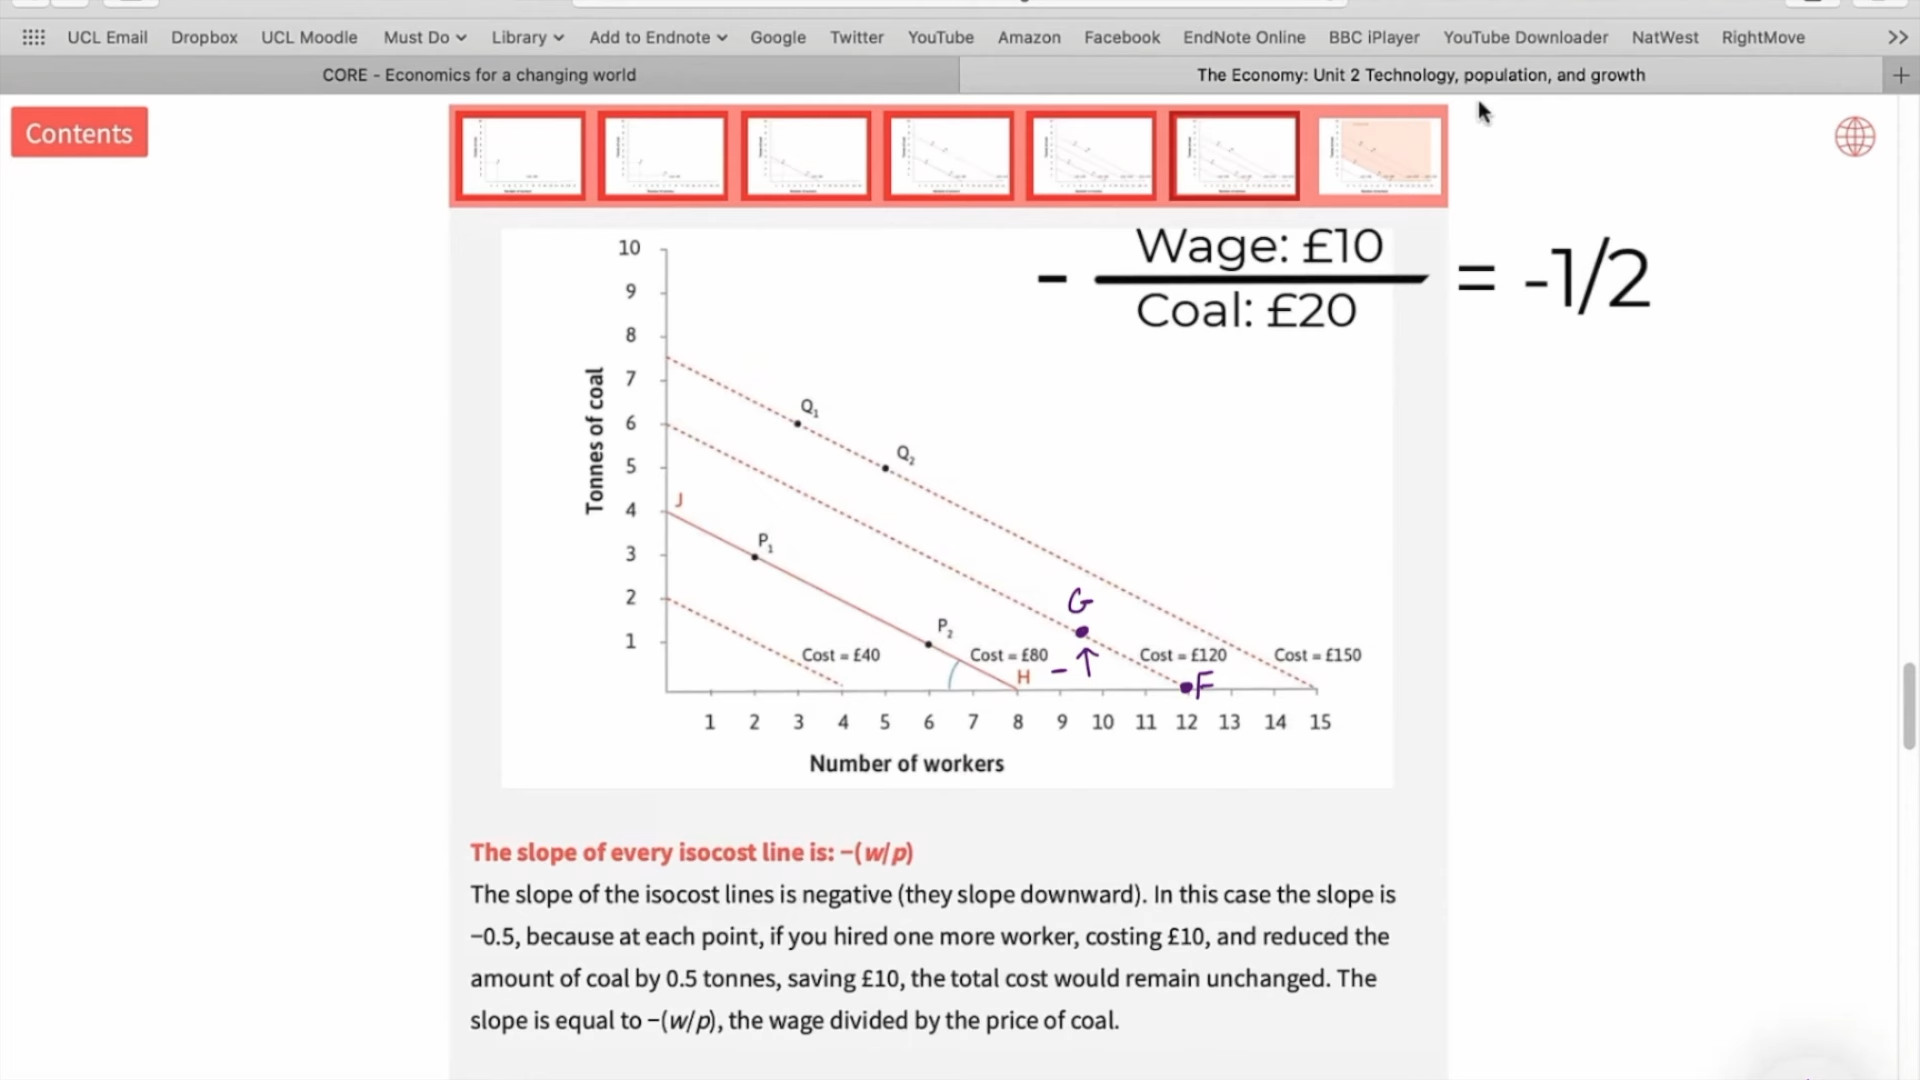 UCL Email Dropbox UCL Moodle Must Do Library Add to Endnote Google Twitter YouTube Amazon Facebook EndNote Online BBC iPlayer YouTube Downloader NatWest RightMove >>
CORE - Economics for a changing world The Economy: Unit 2 Technology, population, and growth +
Contents
- Wage: £10 = -1/2
Coal: £20
10
9
8
7
6
5
4
3
2
1
Tonnes of coal
Q1
Q2
J
P1
G
P2
Cost = £40 Cost = £80 Cost = £120 Cost = £150
H - ↑ F
1 2 3 4 5 6 7 8 9 10 11 12 13 14 15
Number of workers
The slope of every isocost line is: −(w/p)
The slope of the isocost lines is negative (they slope downward). In this case the slope is
−0.5, because at each point, if you hired one more worker, costing £10, and reduced the
amount of coal by 0.5 tonnes, saving £10, the total cost would remain unchanged. The
slope is equal to −(w/p), the wage divided by the price of coal.